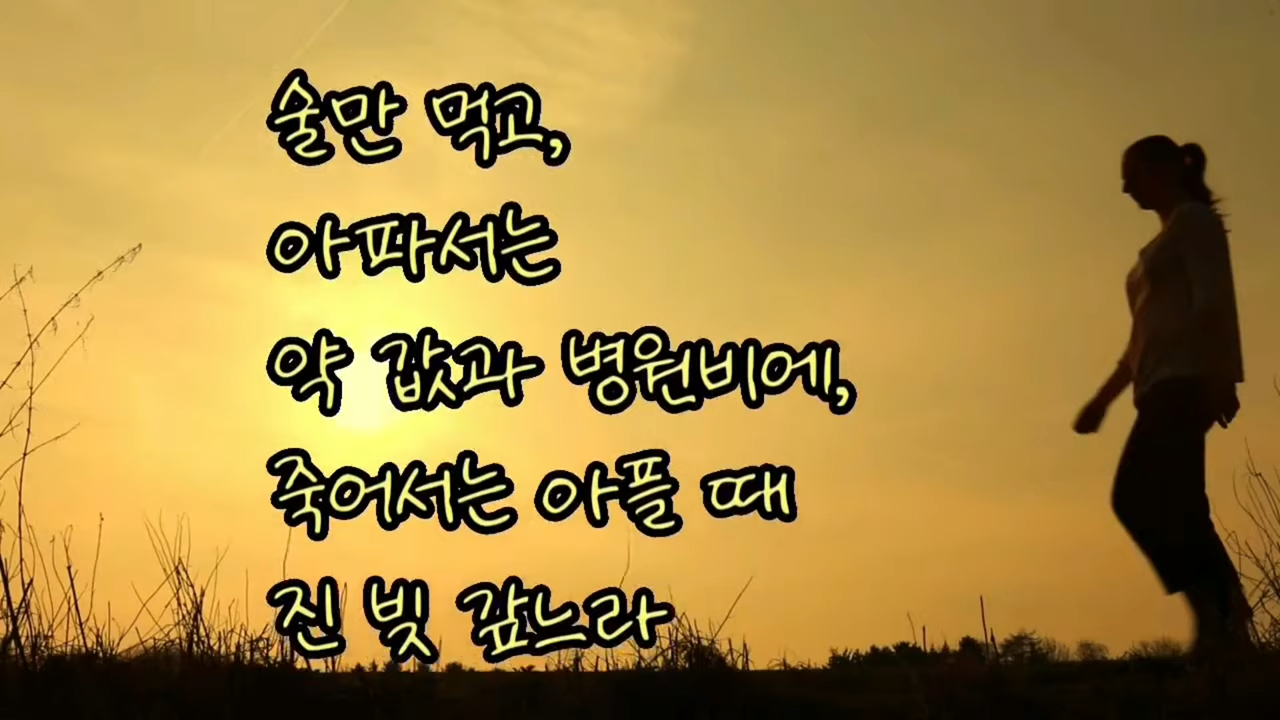 술만 먹고,
아파서는
약 값과 병원비에,
죽어서는 아플 때
진 빚 갚느라